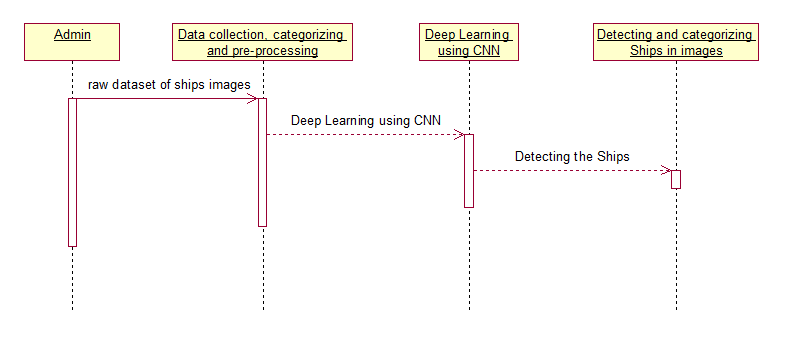 Admin
Data collection, categorizing
and pre-processing
Deep Learning
using CNN
Detecting and categorizing
Ships in images
raw dataset of ships images
Deep Learning using CNN
Detecting the Ships